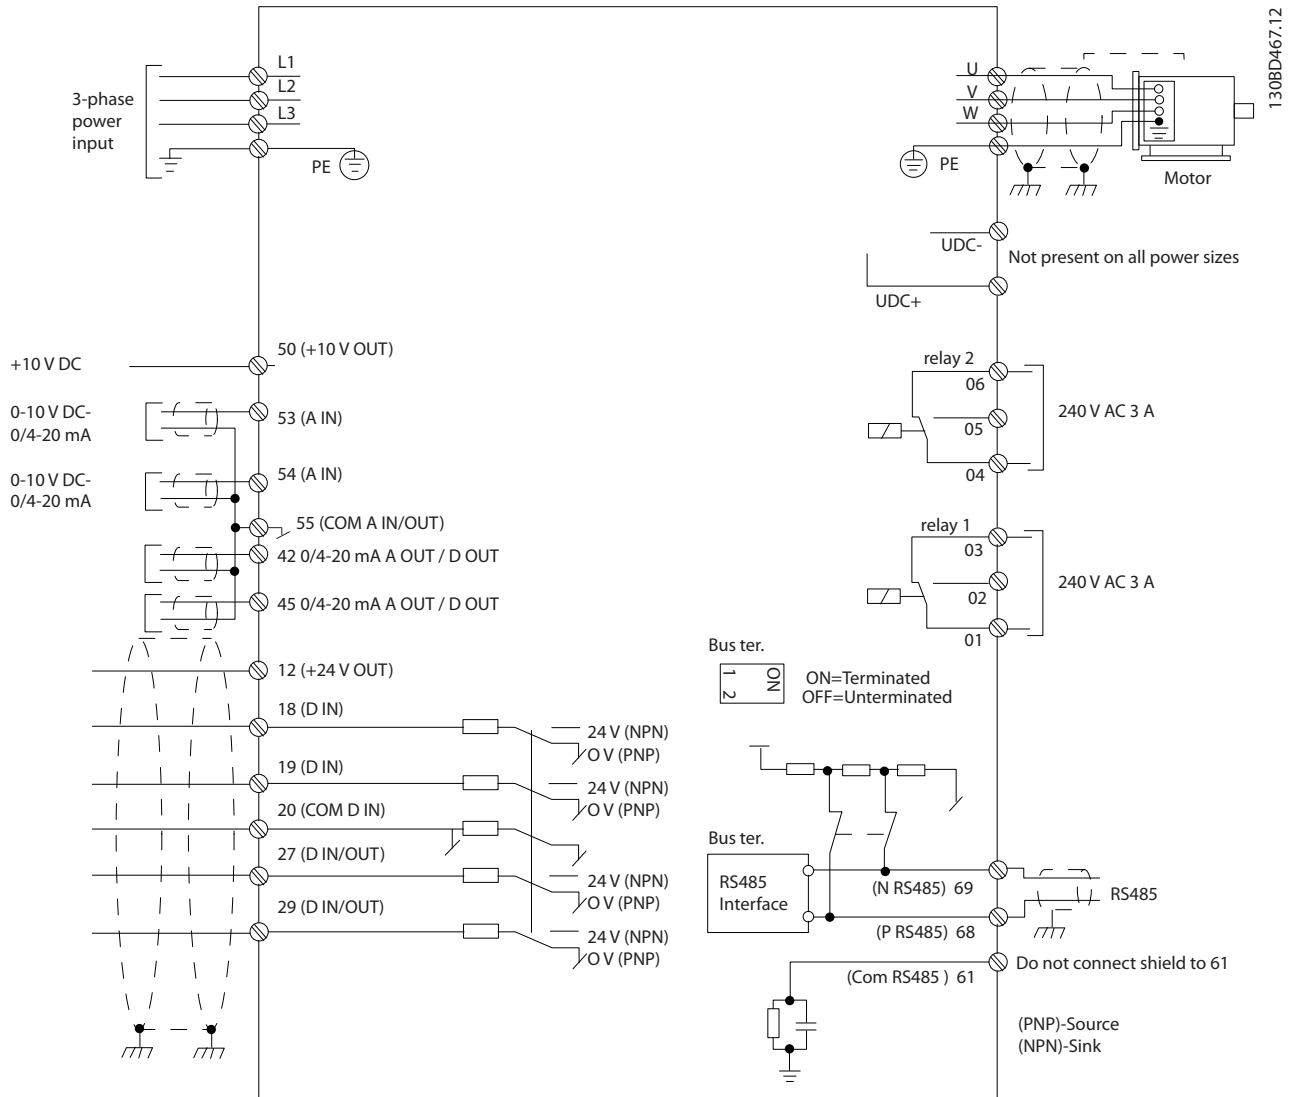 130BD467.12
3-phase
power
input
L1
L2
L3
PE
U
V
W
PE
Motor
UDC-
Not present on all power sizes
UDC+
+10 V DC
50 (+10 V OUT)
0-10 V DC-
0/4-20 mA
53 (A IN)
0-10 V DC-
0/4-20 mA
54 (A IN)
55 (COM A IN/OUT)
42 0/4-20 mA A OUT / D OUT
45 0/4-20 mA A OUT / D OUT
12 (+24 V OUT)
18 (D IN)
24 V (NPN)
O V (PNP)
19 (D IN)
24 V (NPN)
O V (PNP)
20 (COM D IN)
27 (D IN/OUT)
24 V (NPN)
O V (PNP)
29 (D IN/OUT)
24 V (NPN)
O V (PNP)
relay 2
06
05
04
240 V AC 3 A
relay 1
03
02
01
240 V AC 3 A
Bus ter.
1
2
ON
ON=Terminated
OFF=Unterminated
Bus ter.
RS485
Interface
(N RS485) 69
RS485
(P RS485) 68
(Com RS485 ) 61
Do not connect shield to 61
(PNP)-Source
(NPN)-Sink